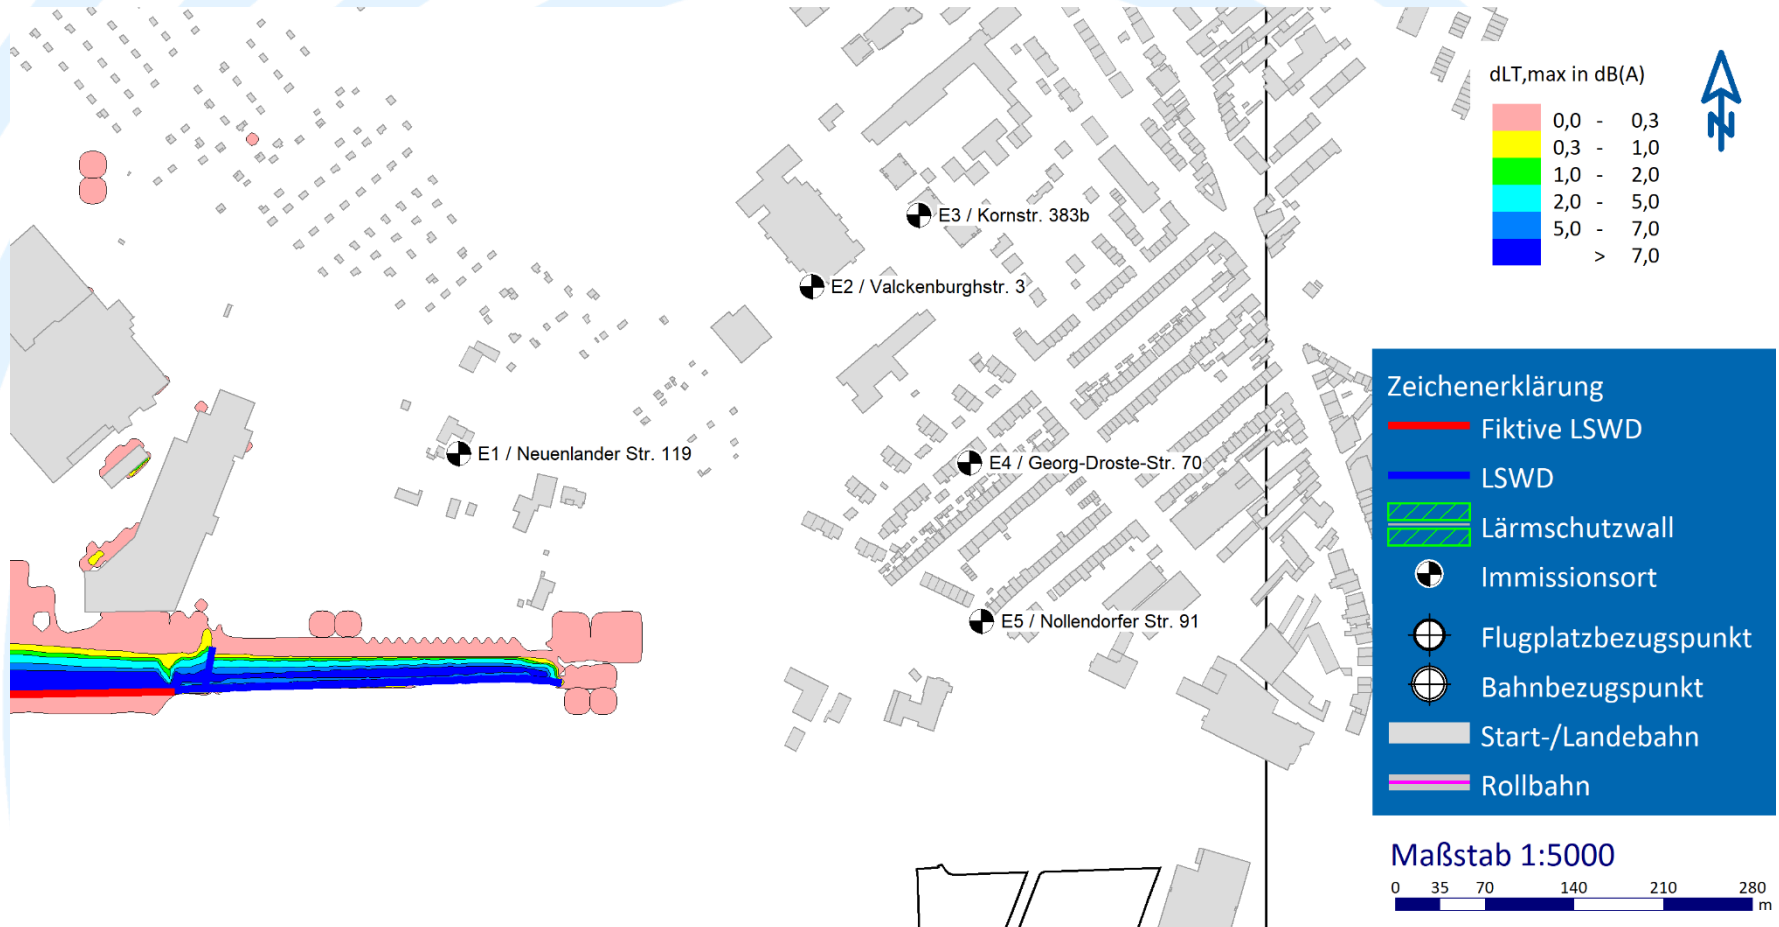 dLT,max in dB(A)
N
0,0 - 0,3
0,3 - 1,0
1,0 - 2,0
2,0 - 5,0
5,0 - 7,0
> 7,0
E3 / Kornstr. 383b
E2 / Valckenburghstr. 3
E1 / Neuenlander Str. 119
E4 / Georg-Droste-Str. 70
E5 / Nollendorfer Str. 91
Zeichenerklärung
Fiktive LSWD
LSWD
Lärmschutzwall
Immissionsort
Flugplatzbezugspunkt
Bahnbezugspunkt
Start-/Landebahn
Rollbahn
Maßstab 1:5000
0 35 70 140 210 280
m